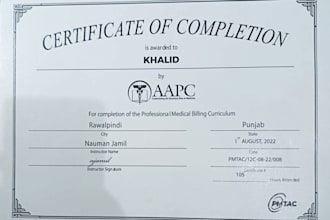 CERTIFICATE OF COMPLETION
is awarded to
KHALID
by
AAPC
For completion of the Professional Medical Billing Curriculum
Rawalpindi Punjab
City State
Nauman Jamil 1st AUGUST, 2022
Instructor Name Date
PMTAC/12C-08-22/008
Instructor Signature Certificate #
105
Hours Attended
PMTAC